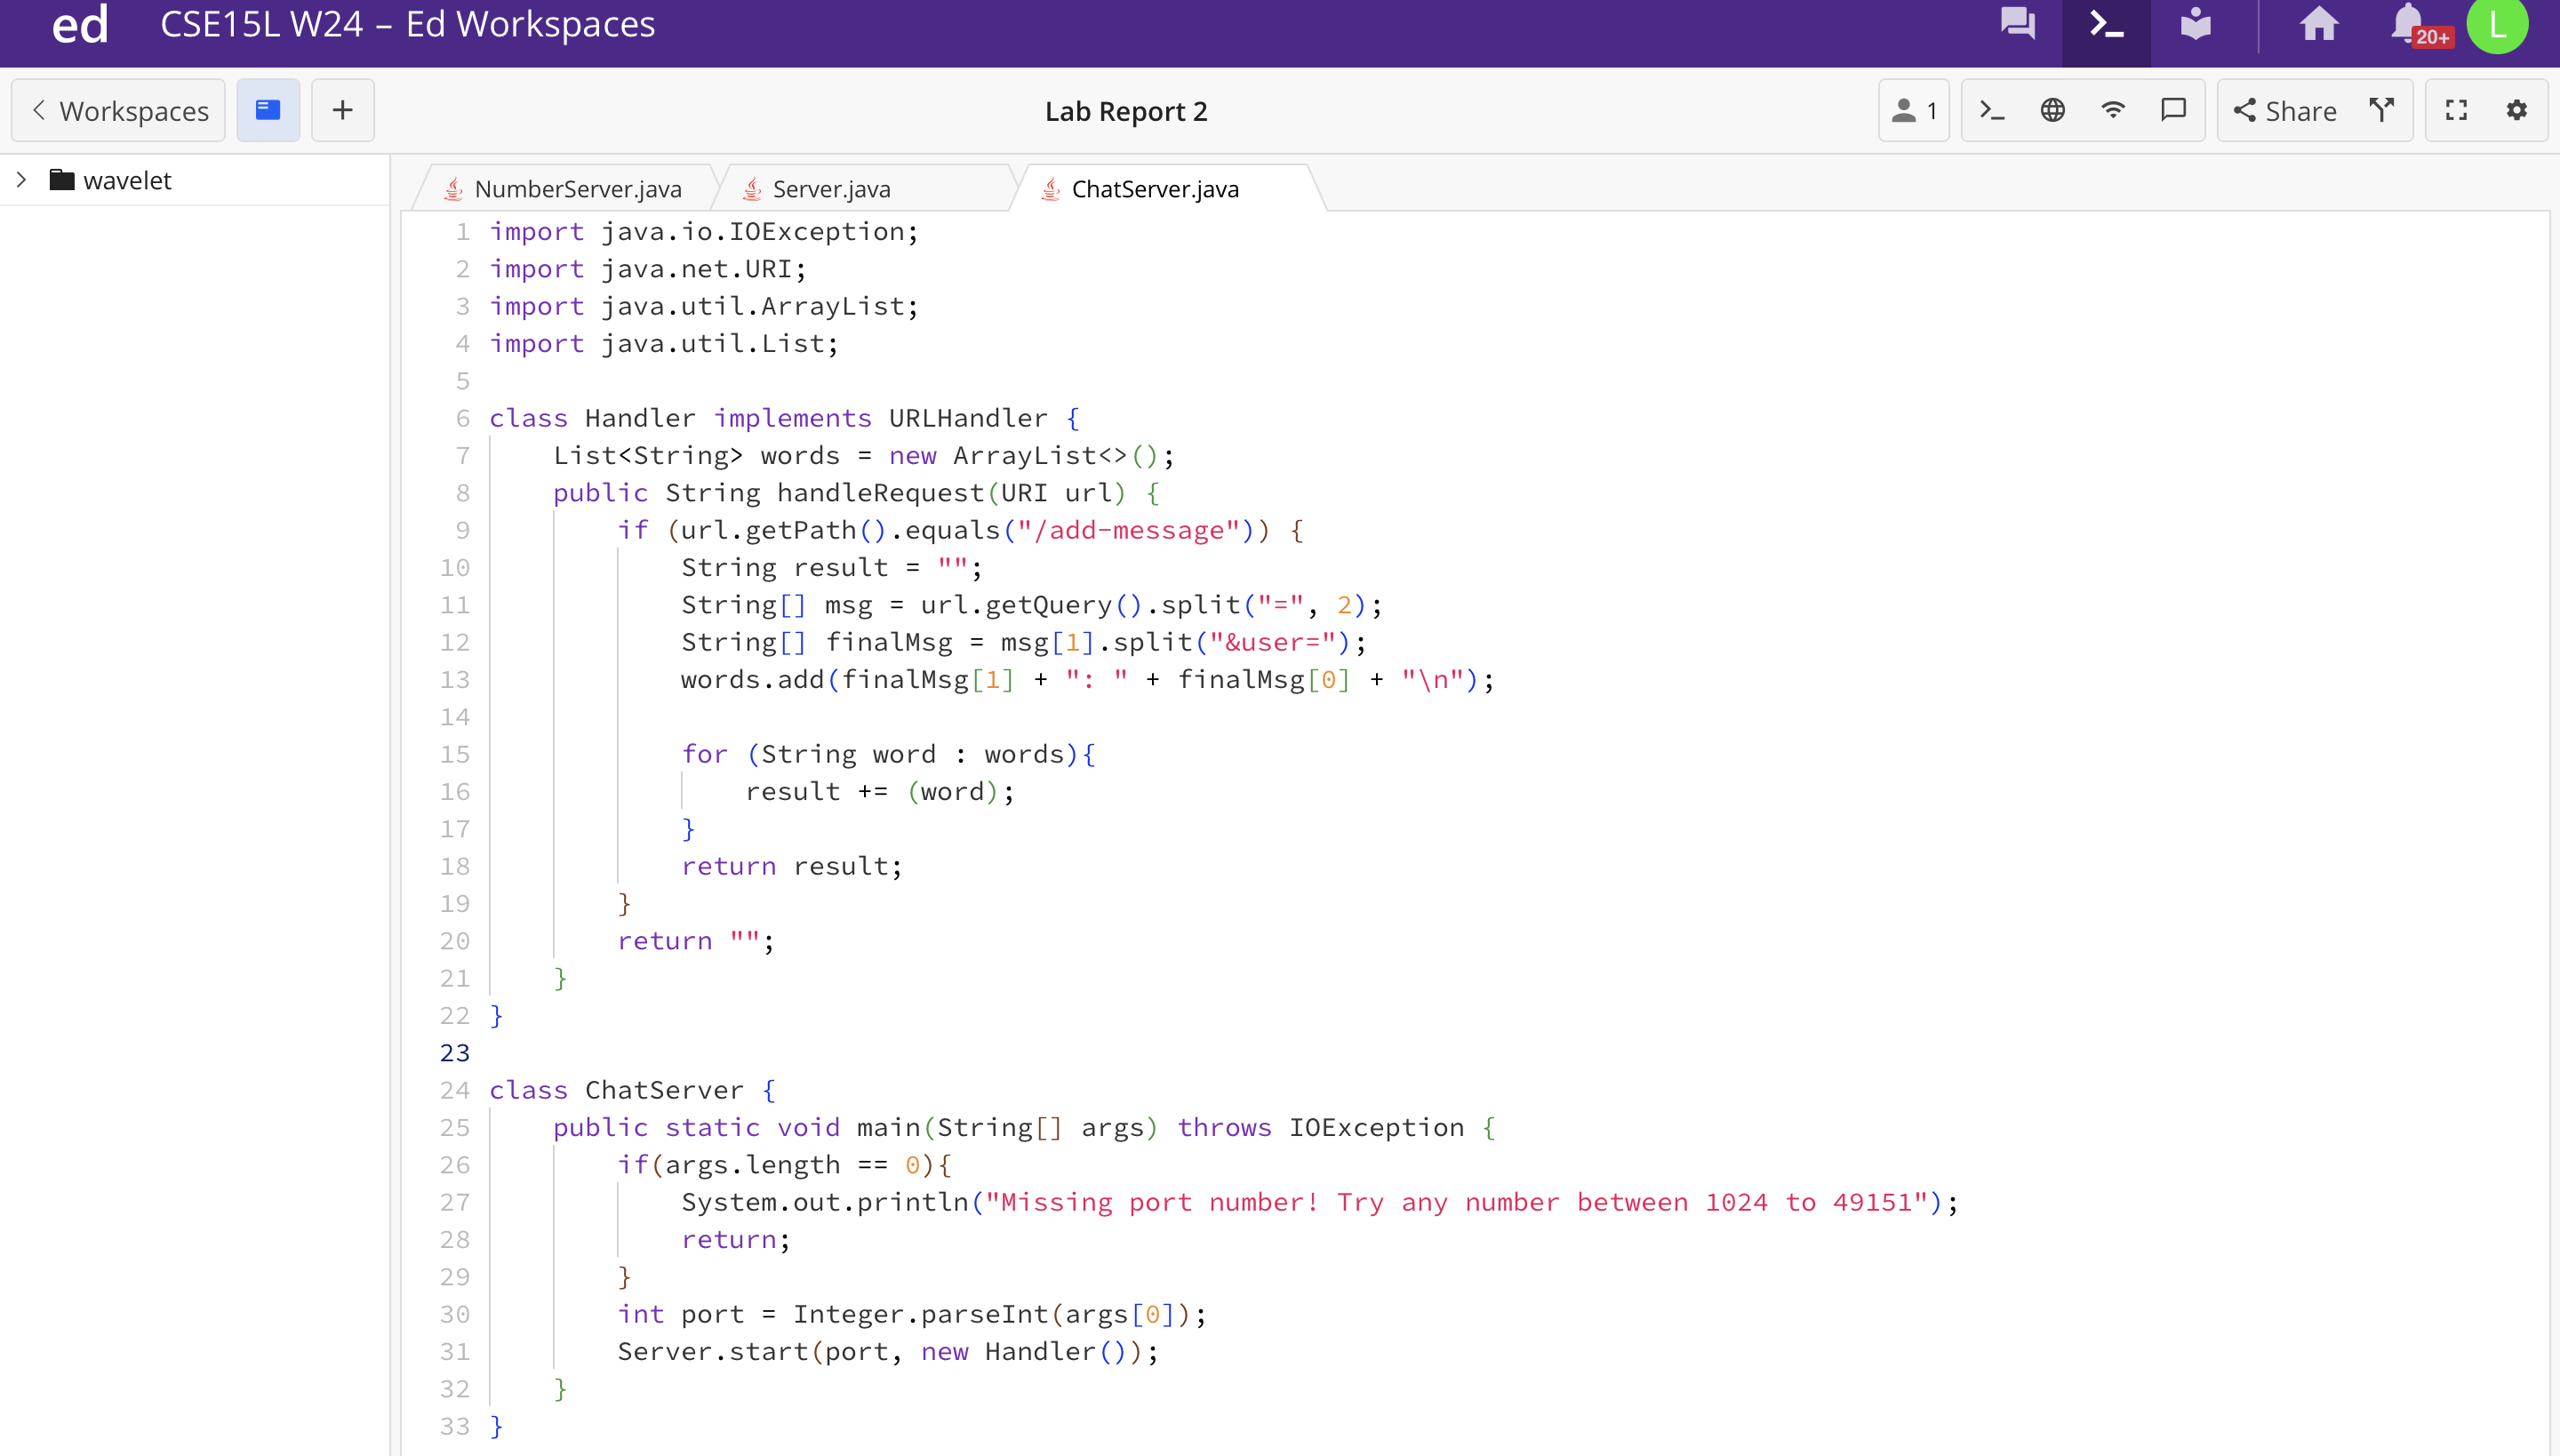 ed CSE15L W24 – Ed Workspaces 20+ L
Workspaces Lab Report 2 1 Share
wavelet
NumberServer.java Server.java ChatServer.java
1 import java.io.IOException;
2 import java.net.URI;
3 import java.util.ArrayList;
4 import java.util.List;
5
6 class Handler implements URLHandler {
7     List<String> words = new ArrayList<>();
8     public String handleRequest(URI url) {
9         if (url.getPath().equals("/add-message")) {
10             String result = "";
11             String[] msg = url.getQuery().split("=", 2);
12             String[] finalMsg = msg[1].split("&user=");
13             words.add(finalMsg[1] + ": " + finalMsg[0] + "\n");
14
15             for (String word : words){
16                 result += (word);
17             }
18             return result;
19         }
20         return "";
21     }
22 }
23
24 class ChatServer {
25     public static void main(String[] args) throws IOException {
26         if(args.length == 0){
27             System.out.println("Missing port number! Try any number between 1024 to 49151");
28             return;
29         }
30         int port = Integer.parseInt(args[0]);
31         Server.start(port, new Handler());
32     }
33 }